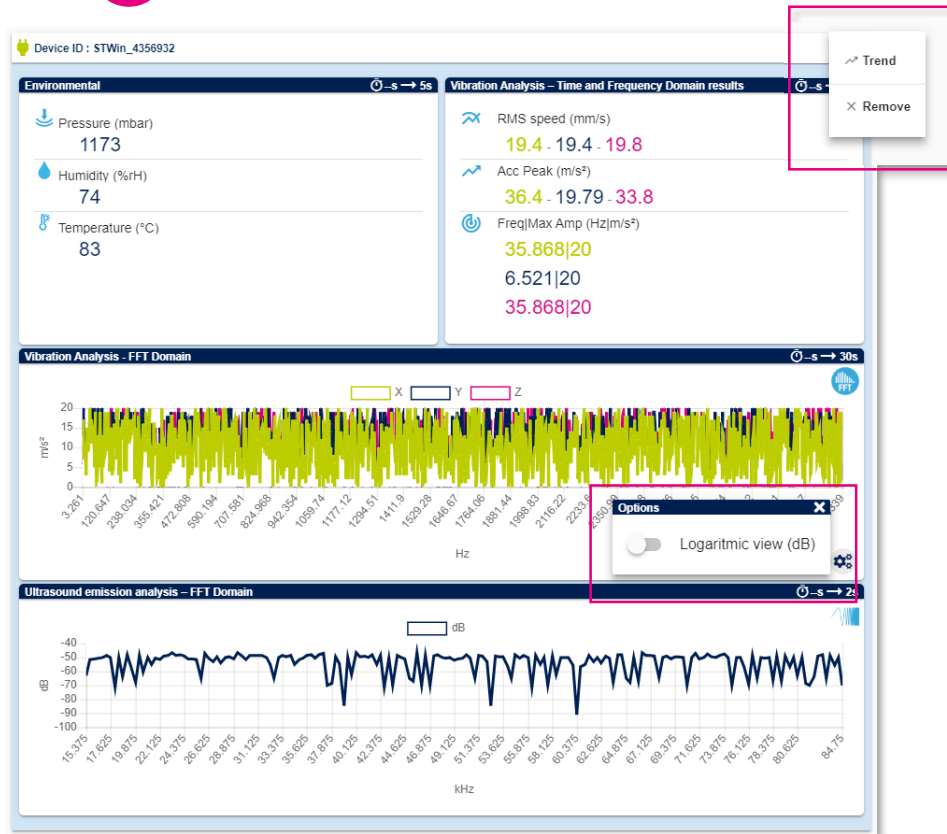 Device ID : STWin_4356932
Trend
Remove
Environmental
--s → 5s
Pressure (mbar)
1173
Humidity (%rH)
74
Temperature (°C)
83
Vibration Analysis – Time and Frequency Domain results
--s
RMS speed (mm/s)
19.4 - 19.4 - 19.8
Acc Peak (m/s²)
36.4 - 19.79 - 33.8
Freq|Max Amp (Hz|m/s²)
35.868|20
6.521|20
35.868|20
Vibration Analysis - FFT Domain
--s → 30s
FFT
X Y Z
20
15
10
5
0
m/s²
3.261 120.647 238.034 355.421 472.808 590.194 707.581 824.968 942.354 1059.74 1177.12 1294.51 1411.9 1529.28 1646.67 1764.06 1881.44 1998.83 2116.22 2233.6
Hz
Options
Logaritmic view (dB)
Ultrasound emission analysis – FFT Domain
--s → 2s
dB
-40
-50
-60
-70
-80
-90
-100
dB
15.375 17.625 19.875 22.125 24.375 26.625 28.875 31.125 33.375 35.625 37.875 40.125 42.375 44.625 46.875 49.125 51.375 53.625 55.875 58.125 60.375 62.625 64.875 67.125 69.375 71.625 73.875 76.125 78.375 80.625 84.75
kHz